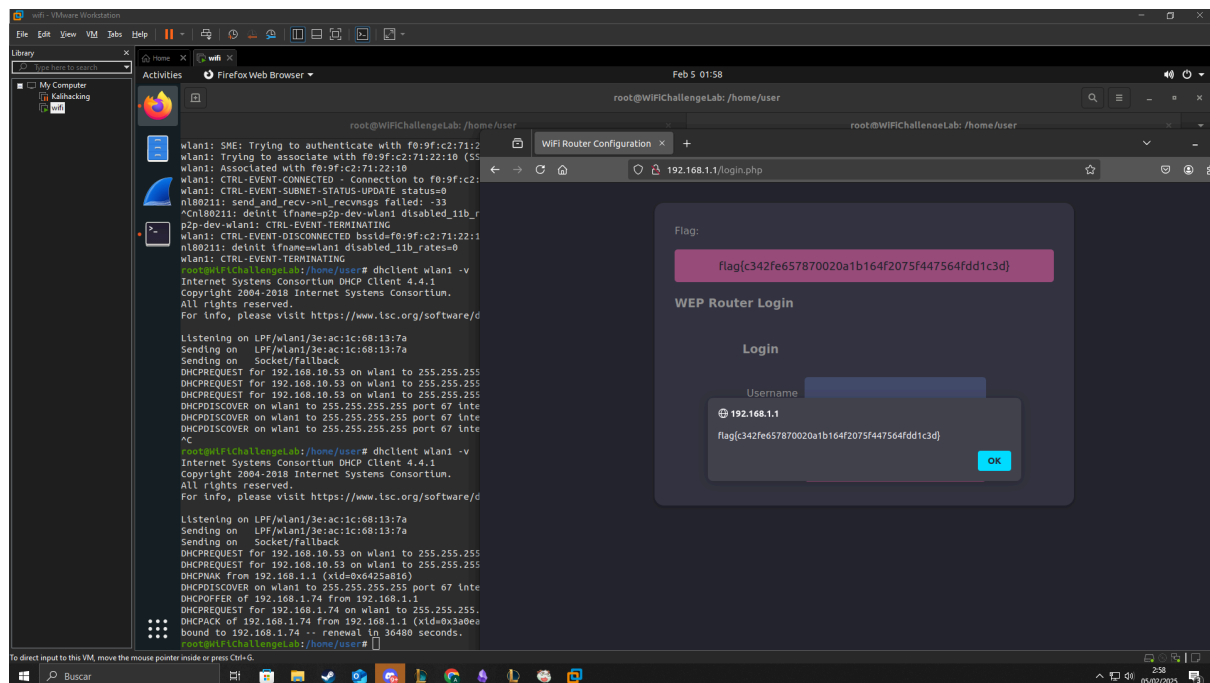 wifi - VMware Workstation
File Edit View VM Tabs Help
Library
Type here to search
My Computer
Kalihacking
wifi
Home
wifi
Activities Firefox Web Browser Feb 5 01:58
root@WiFiChallengeLab: /home/user
root@WiFiChallengeLab: /home/user
root@WiFiChallengeLab: /home/user
wlan1: SME: Trying to authenticate with f0:9f:c2:71:2
wlan1: Trying to associate with f0:9f:c2:71:22:10 (SS
wlan1: Associated with f0:9f:c2:71:22:10
wlan1: CTRL-EVENT-CONNECTED - Connection to f0:9f:c2:
wlan1: CTRL-EVENT-SUBNET-STATUS-UPDATE status=0
nl80211: send_and_recv->nl_recvmsgs failed: -33
^Cnl80211: deinit ifname=p2p-dev-wlan1 disabled_11b_r
p2p-dev-wlan1: CTRL-EVENT-TERMINATING
wlan1: CTRL-EVENT-DISCONNECTED bssid=f0:9f:c2:71:22:1
nl80211: deinit ifname=wlan1 disabled_11b_rates=0
wlan1: CTRL-EVENT-TERMINATING
root@WiFiChallengeLab:/home/user# dhclient wlan1 -v
Internet Systems Consortium DHCP Client 4.4.1
Copyright 2004-2018 Internet Systems Consortium.
All rights reserved.
For info, please visit https://www.isc.org/software/d
Listening on LPF/wlan1/3e:ac:1c:68:13:7a
Sending on LPF/wlan1/3e:ac:1c:68:13:7a
Sending on Socket/fallback
DHCPREQUEST for 192.168.10.53 on wlan1 to 255.255.255
DHCPREQUEST for 192.168.10.53 on wlan1 to 255.255.255
DHCPREQUEST for 192.168.10.53 on wlan1 to 255.255.255
DHCPDISCOVER on wlan1 to 255.255.255.255 port 67 inte
DHCPDISCOVER on wlan1 to 255.255.255.255 port 67 inte
DHCPDISCOVER on wlan1 to 255.255.255.255 port 67 inte
^C
root@WiFiChallengeLab:/home/user# dhclient wlan1 -v
Internet Systems Consortium DHCP Client 4.4.1
Copyright 2004-2018 Internet Systems Consortium.
All rights reserved.
For info, please visit https://www.isc.org/software/d
Listening on LPF/wlan1/3e:ac:1c:68:13:7a
Sending on LPF/wlan1/3e:ac:1c:68:13:7a
Sending on Socket/fallback
DHCPREQUEST for 192.168.10.53 on wlan1 to 255.255.255
DHCPREQUEST for 192.168.10.53 on wlan1 to 255.255.255
DHCPNAK from 192.168.1.1 (xid=0x6425a816)
DHCPDISCOVER on wlan1 to 255.255.255.255 port 67 inte
DHCPOFFER of 192.168.1.74 from 192.168.1.1
DHCPREQUEST for 192.168.1.74 on wlan1 to 255.255.255.
DHCPACK of 192.168.1.74 from 192.168.1.1 (xid=0x3a0ea
bound to 192.168.1.74 -- renewal in 36480 seconds.
root@WiFiChallengeLab:/home/user#
WiFi Router Configuration
192.168.1.1/login.php
Flag:
flag{c342fe657870020a1b164f2075f447564fdd1c3d}
WEP Router Login
Login
Username
192.168.1.1
flag{c342fe657870020a1b164f2075f447564fdd1c3d}
OK
To direct input to this VM, move the mouse pointer inside or press Ctrl+G.
Buscar
2:58
05/02/2025